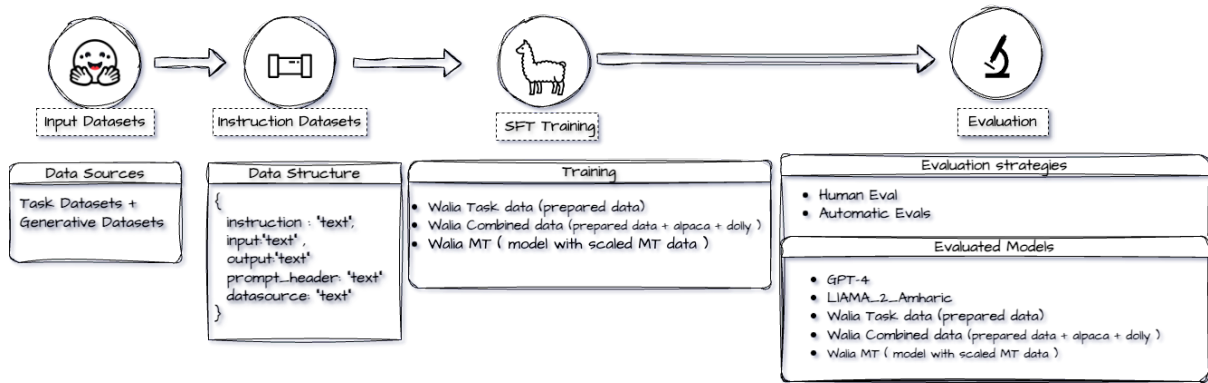 Input Datasets
Instruction Datasets
SFT Training
Evaluation
Data Sources
Task Datasets +
Generative Datasets
Data Structure
{
instruction : "text",
input:"text" ,
output:"text"
prompt_header: "text"
datasource: "text"
}
Training
• Walia Task data (prepared data)
• Walia Combined data (prepared data + alpaca + dolly )
• Walia MT ( model with scaled MT data )
Evaluation strategies
• Human Eval
• Automatic Evals
Evaluated Models
• GPT-4
• LlAMA_2_Amharic
• Walia Task data (prepared data)
• Walia Combined data (prepared data + alpaca + dolly )
• Walia MT ( model with scaled MT data )